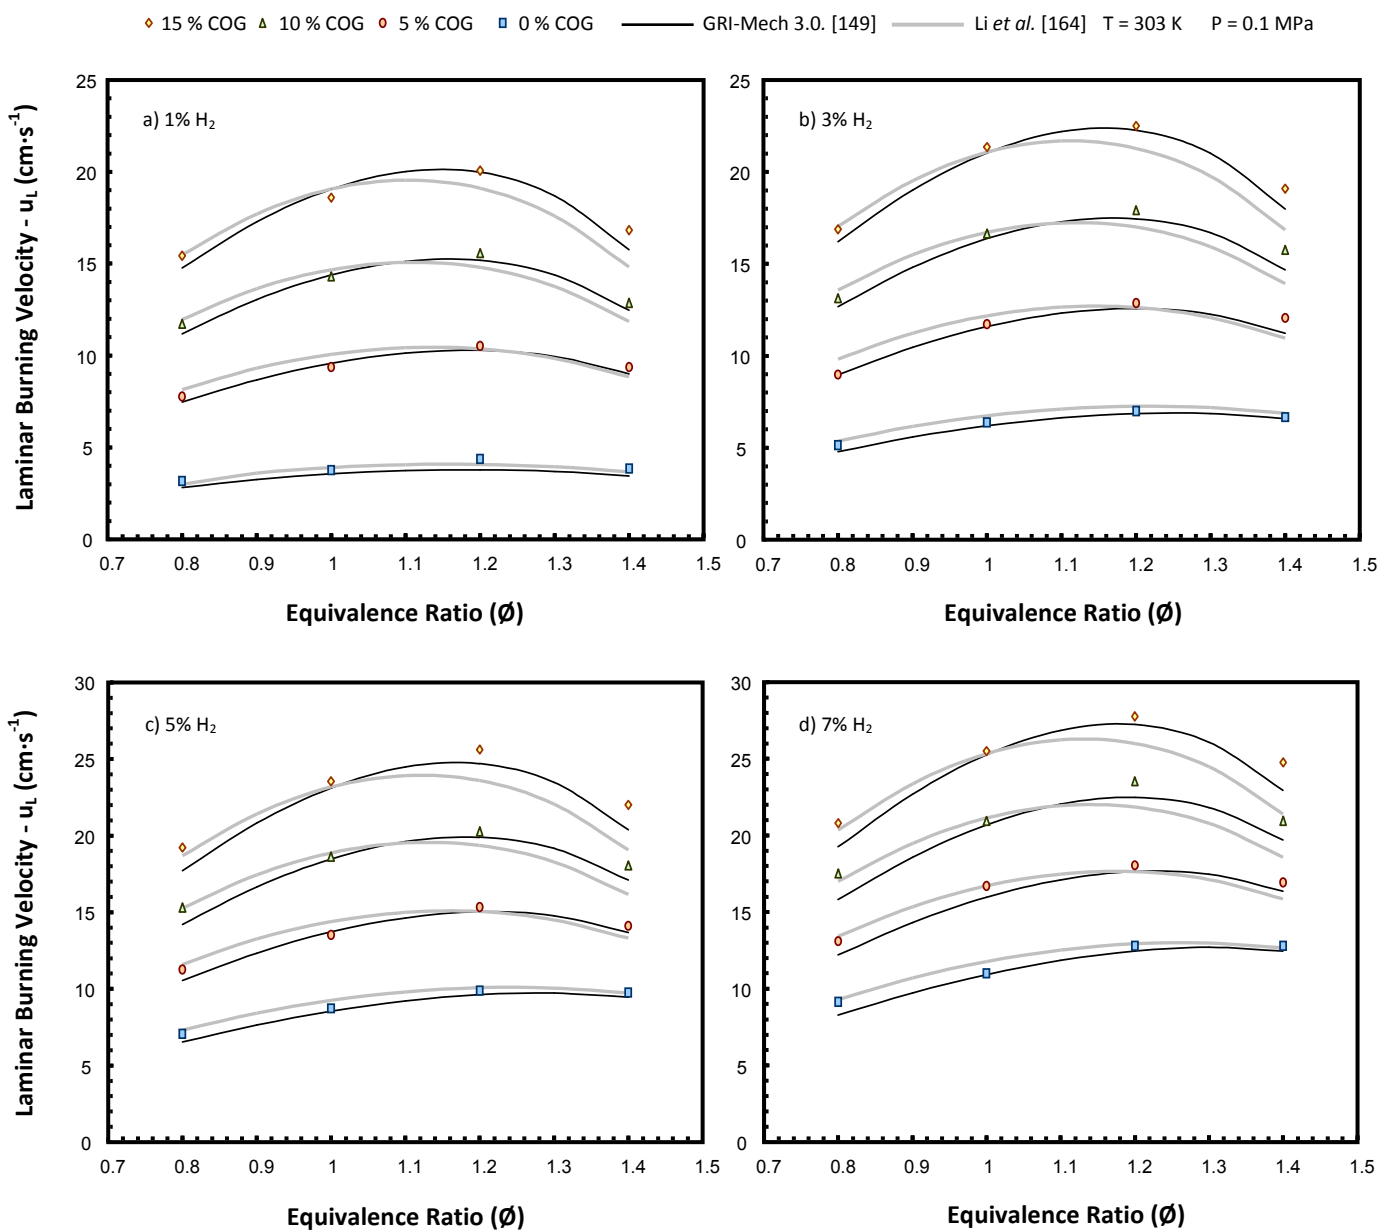 15 % COG 10 % COG 5 % COG 0 % COG GRI-Mech 3.0. [149] Li et al. [164] T = 303 K P = 0.1 MPa
Laminar Burning Velocity - uL (cm·s-1)
a) 1% H2
25
20
15
10
5
0
0.7 0.8 0.9 1 1.1 1.2 1.3 1.4 1.5
Equivalence Ratio (Ø)
b) 3% H2
25
20
15
10
5
0
0.7 0.8 0.9 1 1.1 1.2 1.3 1.4 1.5
Equivalence Ratio (Ø)
Laminar Burning Velocity - uL (cm·s-1)
c) 5% H2
30
25
20
15
10
5
0
0.7 0.8 0.9 1 1.1 1.2 1.3 1.4 1.5
Equivalence Ratio (Ø)
d) 7% H2
30
25
20
15
10
5
0
0.7 0.8 0.9 1 1.1 1.2 1.3 1.4 1.5
Equivalence Ratio (Ø)